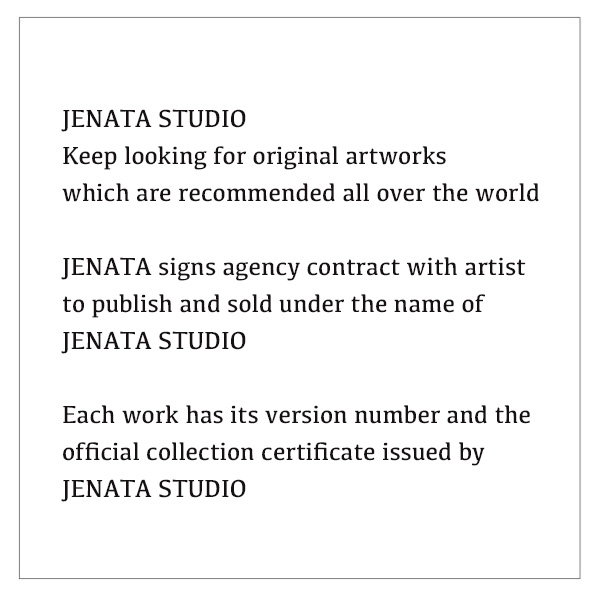 JENATA STUDIO
Keep looking for original artworks
which are recommended all over the world
JENATA signs agency contract with artist
to publish and sold under the name of
JENATA STUDIO
Each work has its version number and the
official collection certificate issued by
JENATA STUDIO